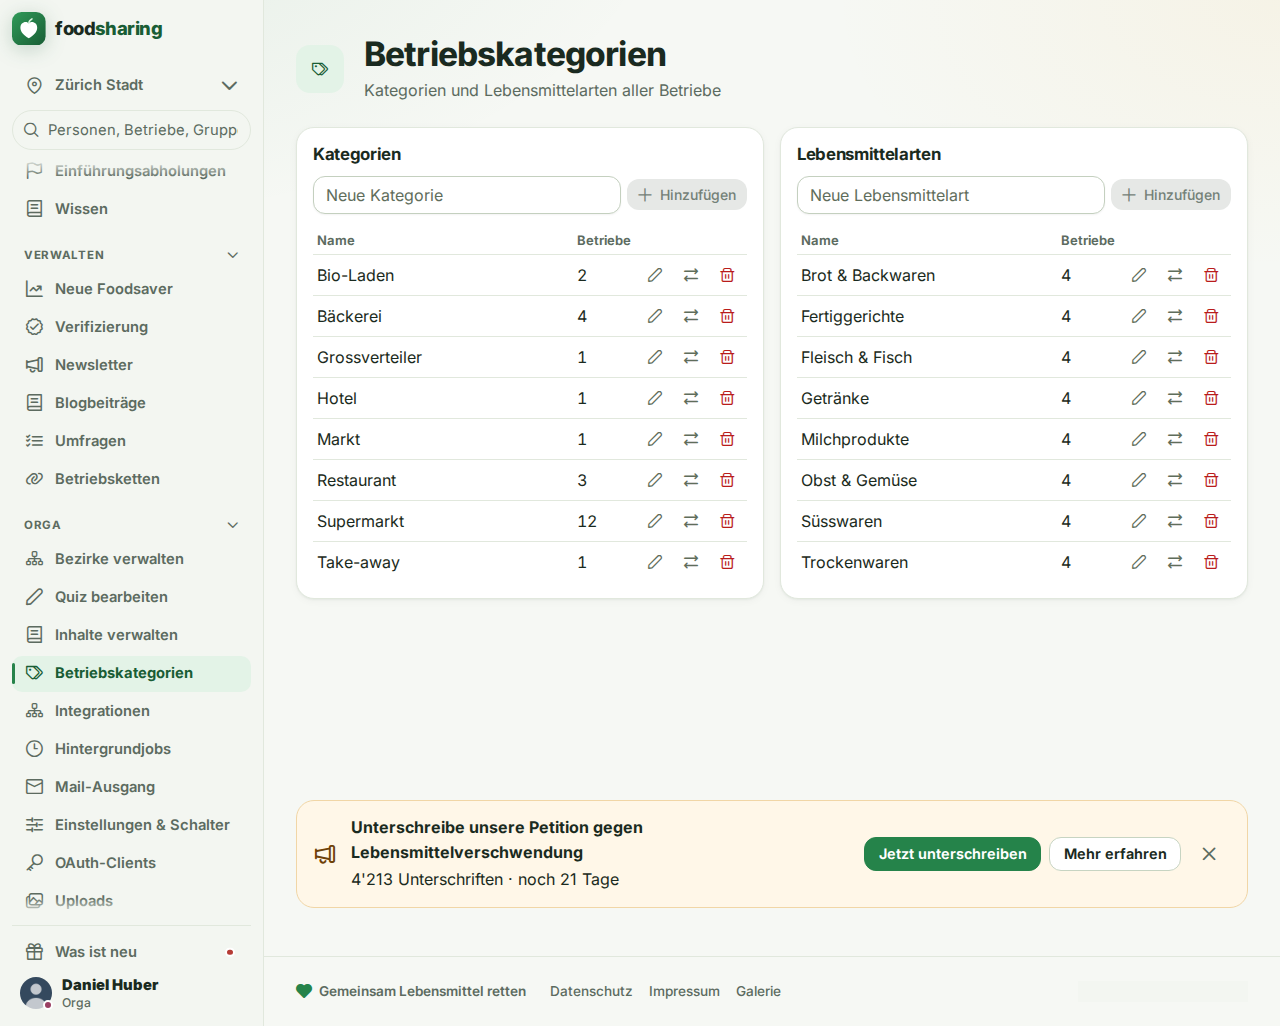 foodsharing
Zürich Stadt
Personen, Betriebe, Grupp
Einführungsabholungen
Wissen
VERWALTEN
Neue Foodsaver
Verifizierung
Newsletter
Blogbeiträge
Umfragen
Betriebsketten
ORGA
Bezirke verwalten
Quiz bearbeiten
Inhalte verwalten
Betriebskategorien
Integrationen
Hintergrundjobs
Mail-Ausgang
Einstellungen & Schalter
OAuth-Clients
Uploads
Was ist neu
Daniel Huber
Orga
Betriebskategorien
Kategorien und Lebensmittelarten aller Betriebe
Kategorien
Neue Kategorie Hinzufügen
Name Betriebe
Bio-Laden 2
Bäckerei 4
Grossverteiler 1
Hotel 1
Markt 1
Restaurant 3
Supermarkt 12
Take-away 1
Lebensmittelarten
Neue Lebensmittelart Hinzufügen
Name Betriebe
Brot & Backwaren 4
Fertiggerichte 4
Fleisch & Fisch 4
Getränke 4
Milchprodukte 4
Obst & Gemüse 4
Süsswaren 4
Trockenwaren 4
Unterschreibe unsere Petition gegen
Lebensmittelverschwendung
4'213 Unterschriften · noch 21 Tage
Jetzt unterschreiben Mehr erfahren
Gemeinsam Lebensmittel retten Datenschutz Impressum Galerie